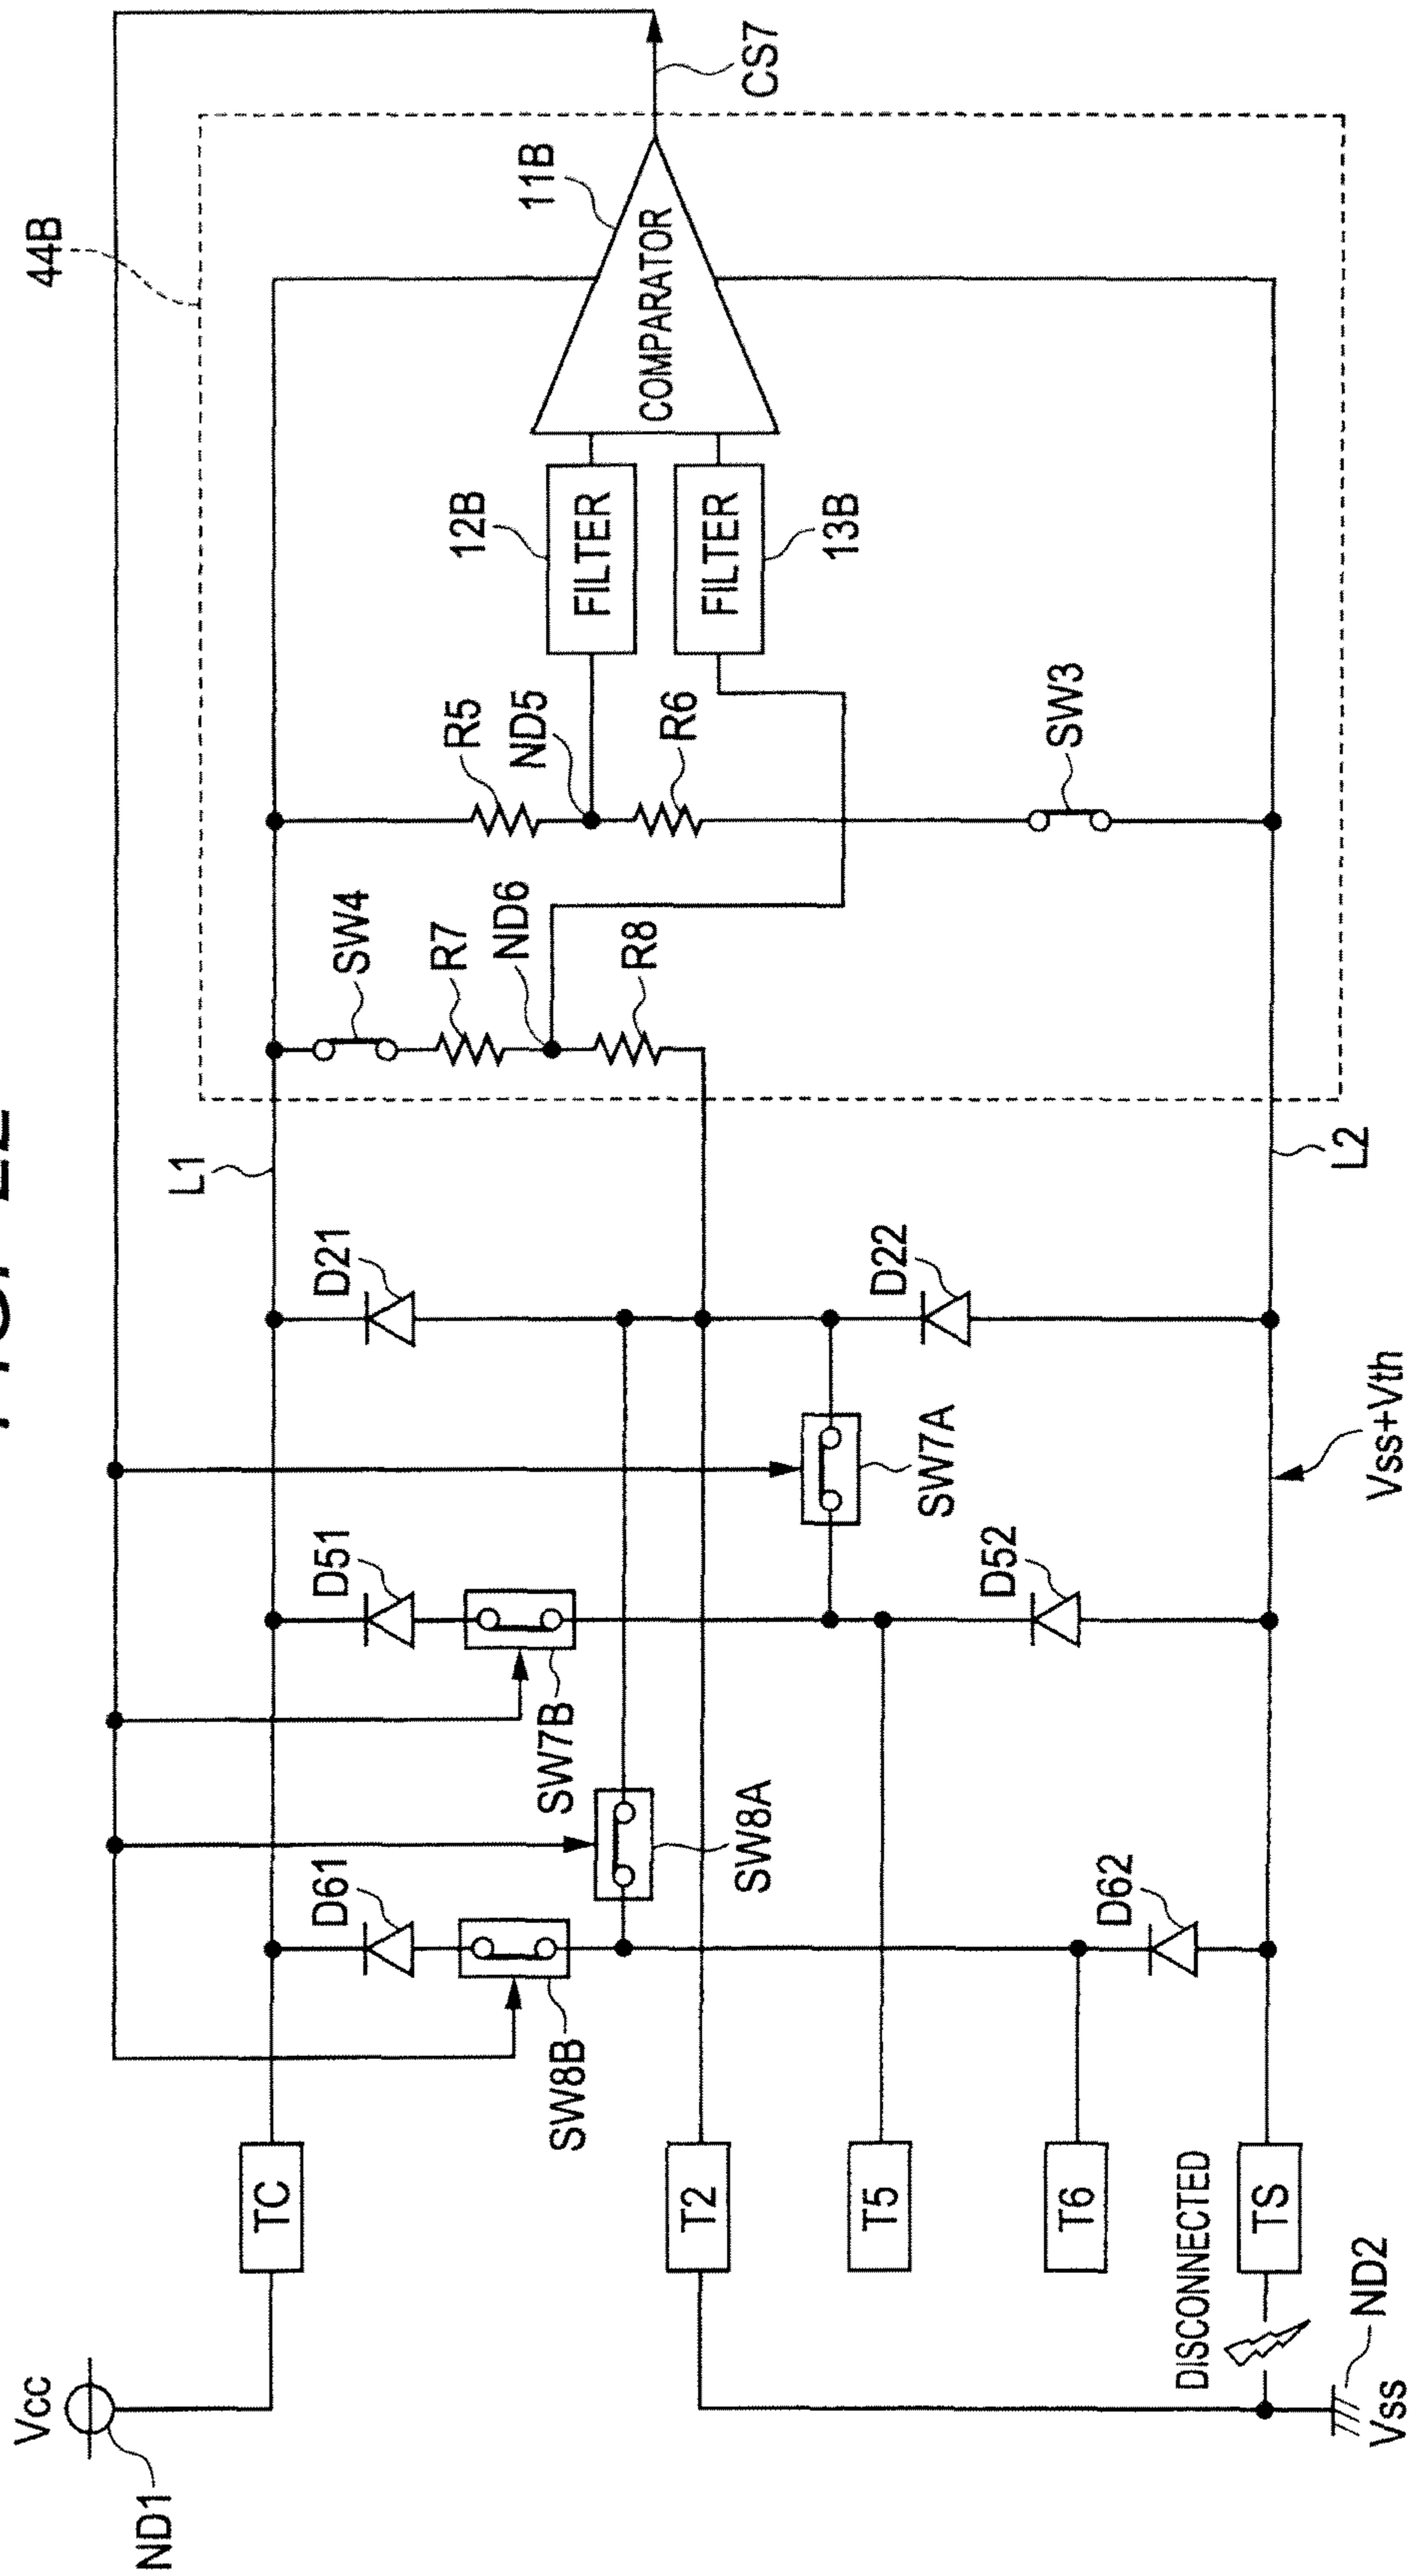 44B
CS7
11B
COMPARATOR
12B
FILTER
FILTER
13B
R5
ND5
R6
SW3
SW4
R7
ND6
R8
L1
L2
D21
D22
SW7A
Vss+Vth
D51
D52
SW7B
SW8A
D61
D62
SW8B
TC
T2
T5
T6
TS
DISCONNECTED
Vcc
ND1
ND2
Vss